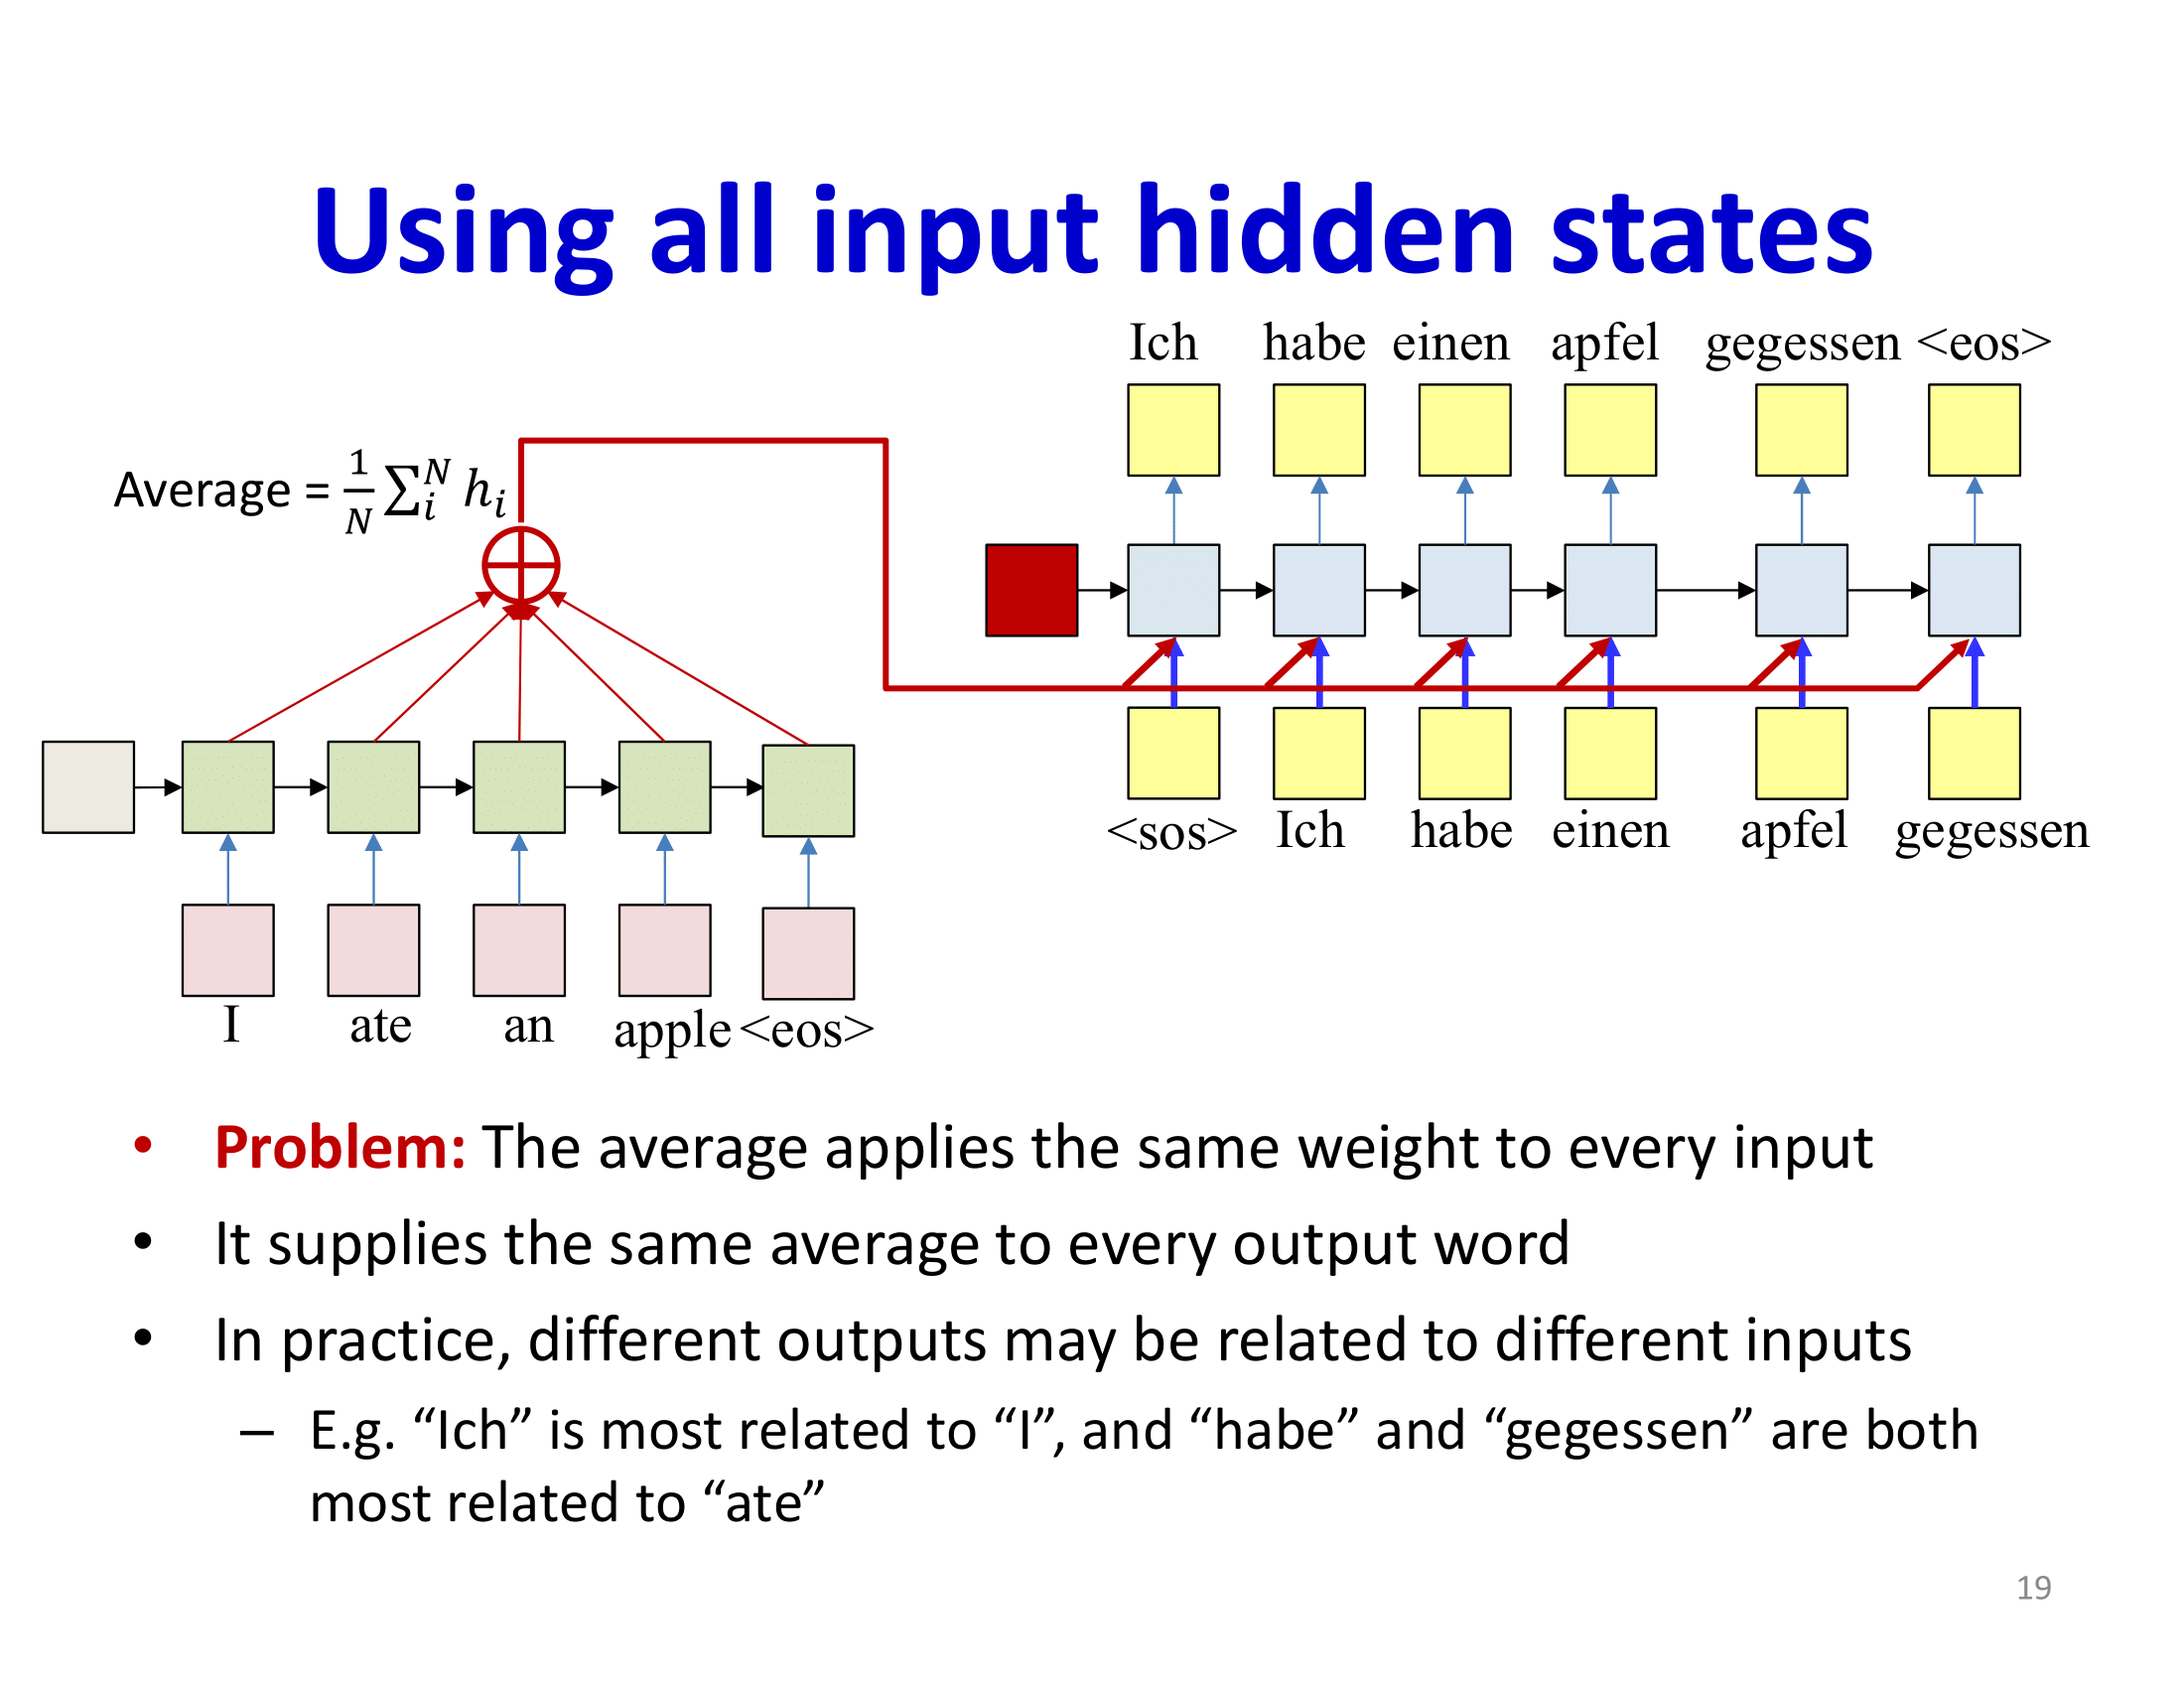 Using all input hidden states
Ich habe einen apfel gegessen <eos>
Average = \frac{1}{N} \sum_{i}^{N} h_i
<sos> Ich habe einen apfel gegessen
I ate an apple <eos>
• Problem: The average applies the same weight to every input
• It supplies the same average to every output word
• In practice, different outputs may be related to different inputs
– E.g. “Ich” is most related to “I”, and “habe” and “gegessen” are both
most related to “ate”
19